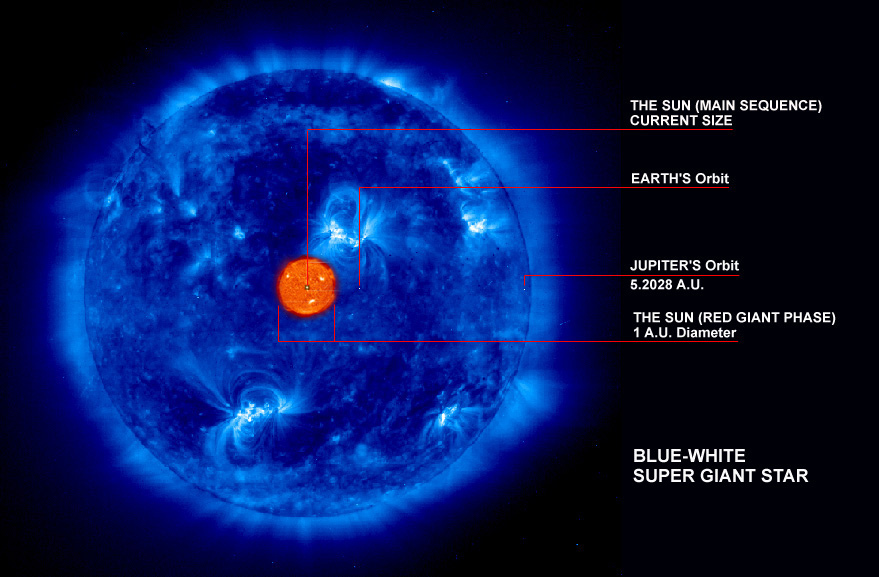 THE SUN (MAIN SEQUENCE)
CURRENT SIZE
EARTH'S Orbit
JUPITER'S Orbit
5.2028 A.U.
THE SUN (RED GIANT PHASE)
1 A.U. Diameter
BLUE-WHITE
SUPER GIANT STAR